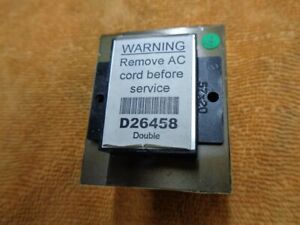 WARNING
Remove AC
cord before
service
D26458
Double